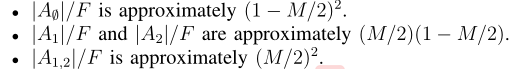 • |A∅|/F is approximately (1 − M/2)².
• |A₁|/F and |A₂|/F are approximately (M/2)(1 − M/2).
• |A₁,₂|/F is approximately (M/2)².